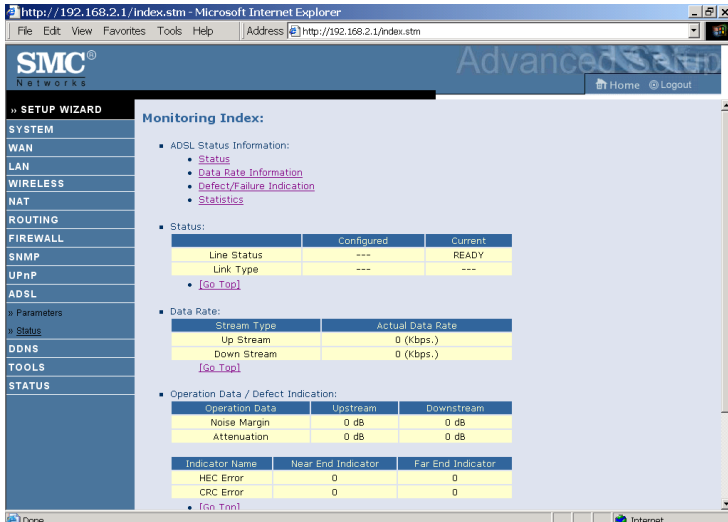 http://192.168.2.1/index.stm - Microsoft Internet Explorer
File Edit View Favorites Tools Help Address http://192.168.2.1/index.stm
SMC®
Networks
Advanced Setup
Home Logout
» SETUP WIZARD
SYSTEM
WAN
LAN
WIRELESS
NAT
ROUTING
FIREWALL
SNMP
UPnP
ADSL
» Parameters
» Status
DDNS
TOOLS
STATUS
Monitoring Index:
ADSL Status Information:
Status
Data Rate Information
Defect/Failure Indication
Statistics
Status:
Configured Current
Line Status --- READY
Link Type --- ---
[Go Top]
Data Rate:
Stream Type Actual Data Rate
Up Stream 0 (Kbps.)
Down Stream 0 (Kbps.)
[Go Top]
Operation Data / Defect Indication:
Operation Data Upstream Downstream
Noise Margin 0 dB 0 dB
Attenuation 0 dB 0 dB
Indicator Name Near End Indicator Far End Indicator
HEC Error 0 0
CRC Error 0 0
[Go Top]
Done Internet